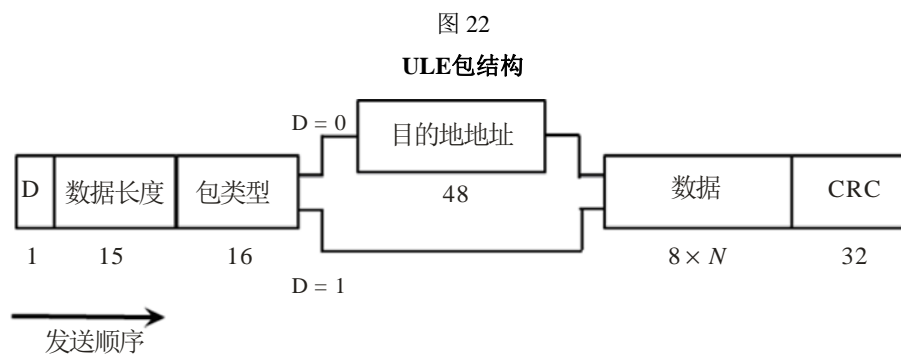 图 22
ULE包结构
D = 0
目的地地址
48
D 数据长度 包类型 数据 CRC
1 15 16 8 × N 32
D = 1
发送顺序